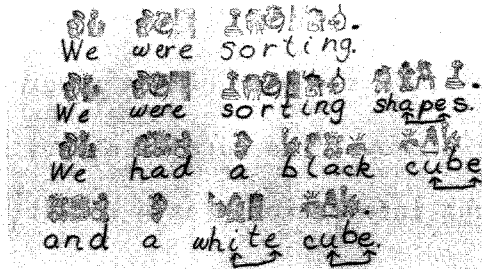 We were sorting.
We were sorting shapes.
We had a black cube
and a white cube.